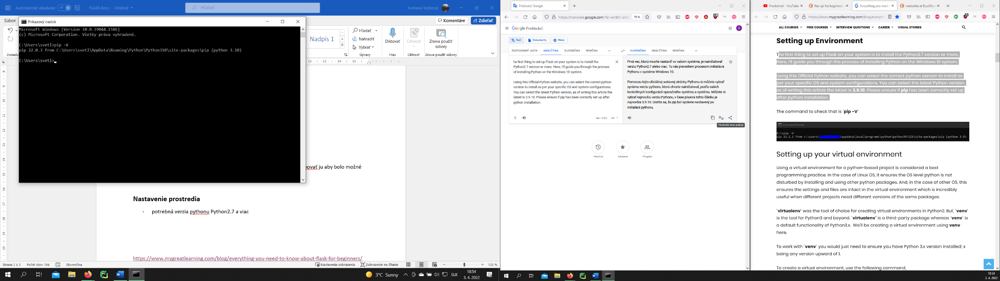 Automatické ukladanie
FLASK.docx - Uložené
Hľadať
Svetlana Vojtková
Súbor
Komentáre
Zdieľať
Príkazový riadok
Microsoft Windows [Version 10.0.19044.1586]
(c) Microsoft Corporation. Všetky práva vyhradené.
C:\Users\svetl>pip -V
pip 22.0.3 from C:\Users\svetl\AppData\Roaming\Python\Python310\site-packages\pip (python 3.10)
C:\Users\svetl>
Nadpis 1
Hľadať
Nahradiť
Vybrať
Úpravy
Diktovať
Hlas
Citlivosť
Citlivosť
Znova použiť
súbory
Znova použiť súbory
ju aby bolo možné
Nastavenie prostredia
- potrebná verzia pythonu Python2.7 a viac
https://www.mygreatlearning.com/blog/everything-you-need-to-know-about-flask-for-beginners/
Strana 2 z 3
Počet slov: 194
Slovenčina
Nastavenia zobrazenia
Zobrazenie na čítanie
120 %
3°C Sunny
SLK
18:54
3. 4. 2022
Prekladač Google
https://translate.google.com/?sl=en&tl=sk&
70 %
Google Prekladač
Text
Dokumenty
Weby
ROZPOZNANÝ JAZYK
ANGLIČTINA
SLOVENČINA
NEMČINA
SLOVENČINA
ANGLIČTINA
NEMČINA
he first thing to set up Flask on your system is to install the
Python2.7 version or more. Here, I'll guide you through the process
of installing Python on the Windows 10 system.
Using this Official Python website, you can select the correct python
version to install as per your specific OS and system configurations.
You can select the latest Python version, as of writing this article the
latest is 3.9.10. Please ensure if pip has been correctly set up after
python installation.
486 / 5 000
Prvá vec, ktorú musíte nastaviť vo vašom systéme, je nainštalovať
verziu Python2.7 alebo viac. Tu vás prevediem procesom inštalácie
Pythonu v systéme Windows 10.
Pomocou tejto oficiálnej webovej stránky Pythonu si môžete vybrať
správnu verziu pythonu, ktorú chcete nainštalovať, podľa vašich
konkrétnych konfigurácií operačného systému a systému. Môžete si
vybrať najnovšiu verziu Pythonu, v čase písania tohto článku je
najnovšia 3.9.10. Uistite sa, že pip bol správne nastavený po
inštalácii pythonu.
Ohodnoťte tento preklad
História
Uložené
Prispieť
Preskúmať - YouTube
flas api for beginners
Everything you need t
metodika at DuckDuc
https://www.mygreatlearning.com/blog/everyth
ALL COURSES
FREE COURSES
INTERVIEW QUESTIONS
CAREER
VISUAL STORIES
Setting up Environment
The first thing to set up Flask on your system is to install the Python2.7 version or more.
Here, I'll guide you through the process of installing Python on the Windows 10 system.
Using this Official Python website, you can select the correct python version to install as
per your specific OS and system configurations. You can select the latest Python version,
as of writing this article the latest is 3.9.10. Please ensure if pip has been correctly set up
after python installation.
The command to check that is `pip -V`
Command Prompt
G:\>pip -V
pip 21.1.1 from c:\users\ \appdata\local\programs\python\python39\lib\site-packages\pip (python 3.9)
Setting up your virtual environment
Using a virtual environment for a python-based project is considered a best
programming practice. In the case of Linux OS, it ensures the OS level python is not
disturbed by installing and using other python packages. And, in the case of other OS, this
ensures the settings and files are intact in the virtual environment which is incredibly
useful when different projects need different versions of the same packages.
`virtualenv` was the tool of choice for creating virtual environments in Python2. But, `venv`
is the tool for Python3 and beyond. `virtualenv` is a third-party package whereas `venv` is
a default functionality of Python3.x. We'll be creating a virtual environment using venv
here.
To work with `venv` you would just need to ensure you have Python 3.x version installed; x
being any version upward of 1.
To create a virtual environment, use the following command,
18:54
3. 4. 2022